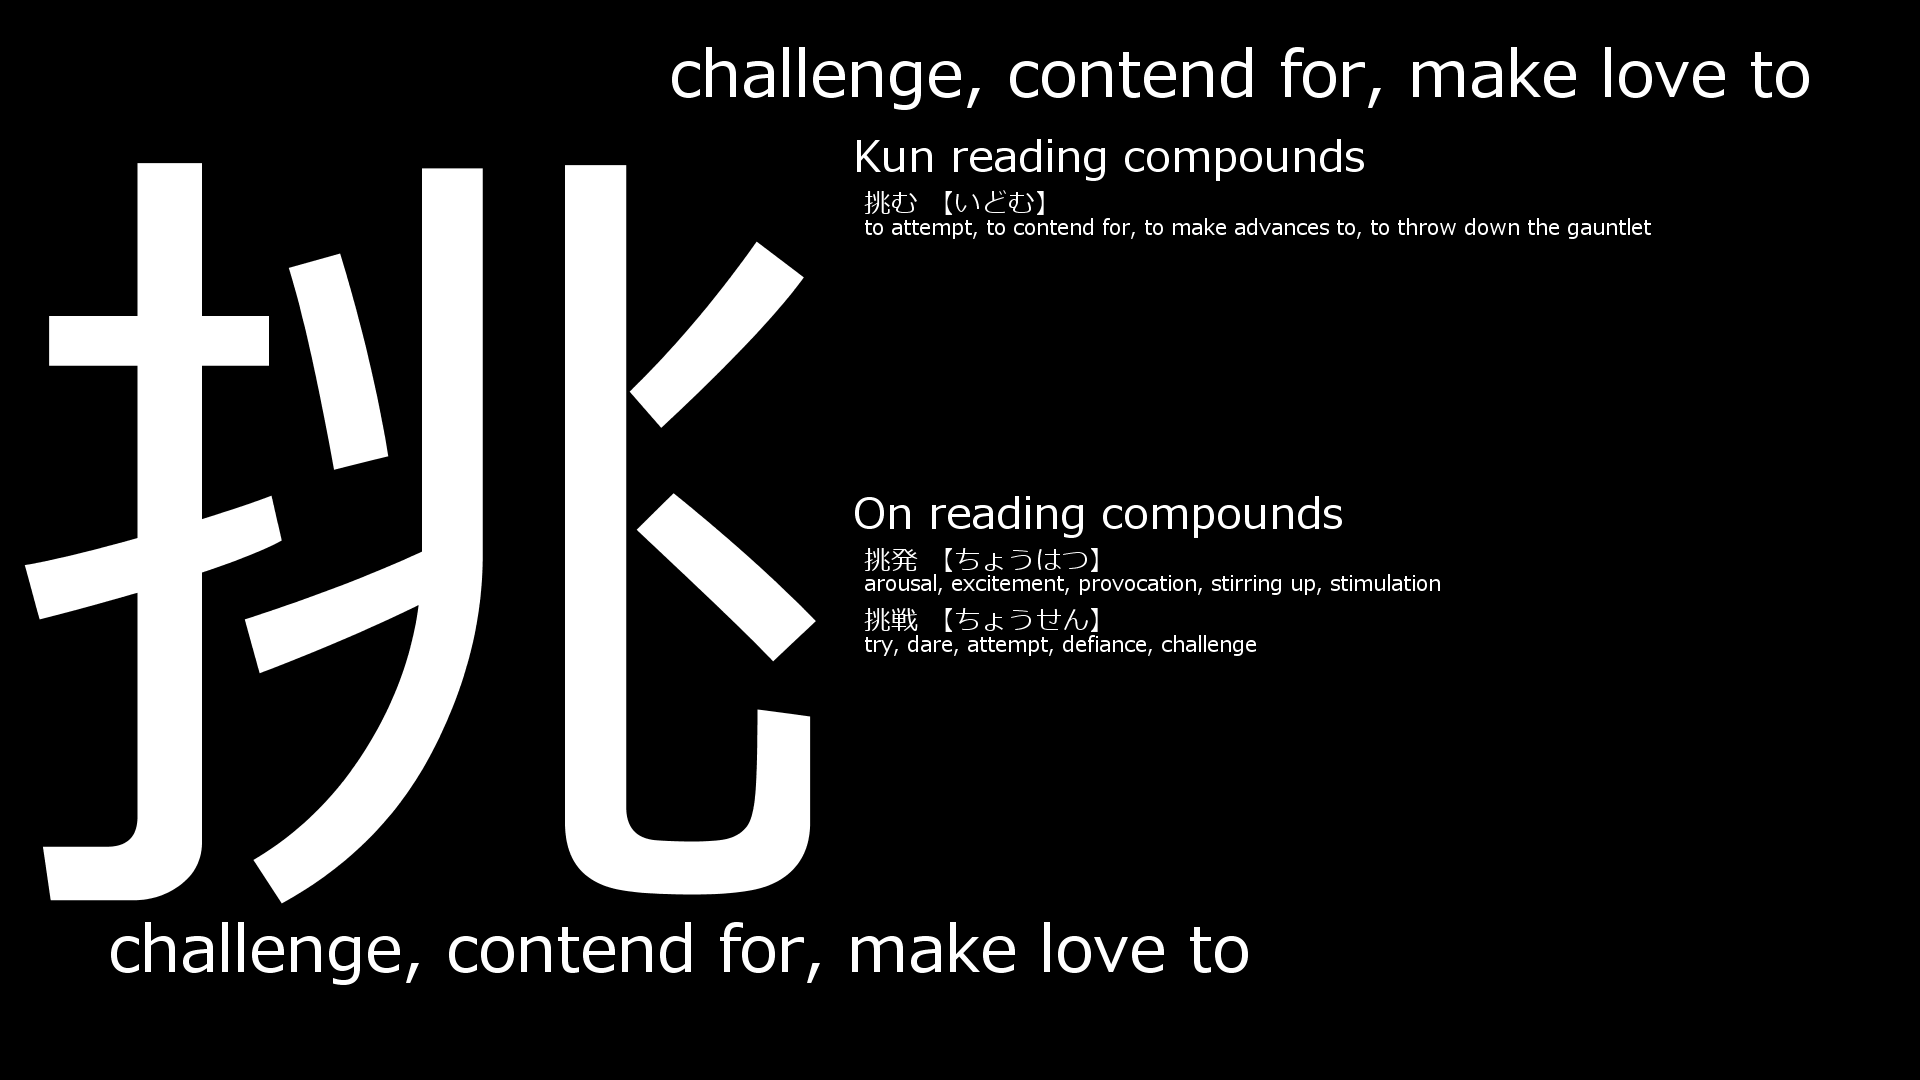 challenge, contend for, make love to
挑
Kun reading compounds
挑む 【いどむ】
to attempt, to contend for, to make advances to, to throw down the gauntlet
On reading compounds
挑発 【ちょうはつ】
arousal, excitement, provocation, stirring up, stimulation
挑戦 【ちょうせん】
try, dare, attempt, defiance, challenge
challenge, contend for, make love to